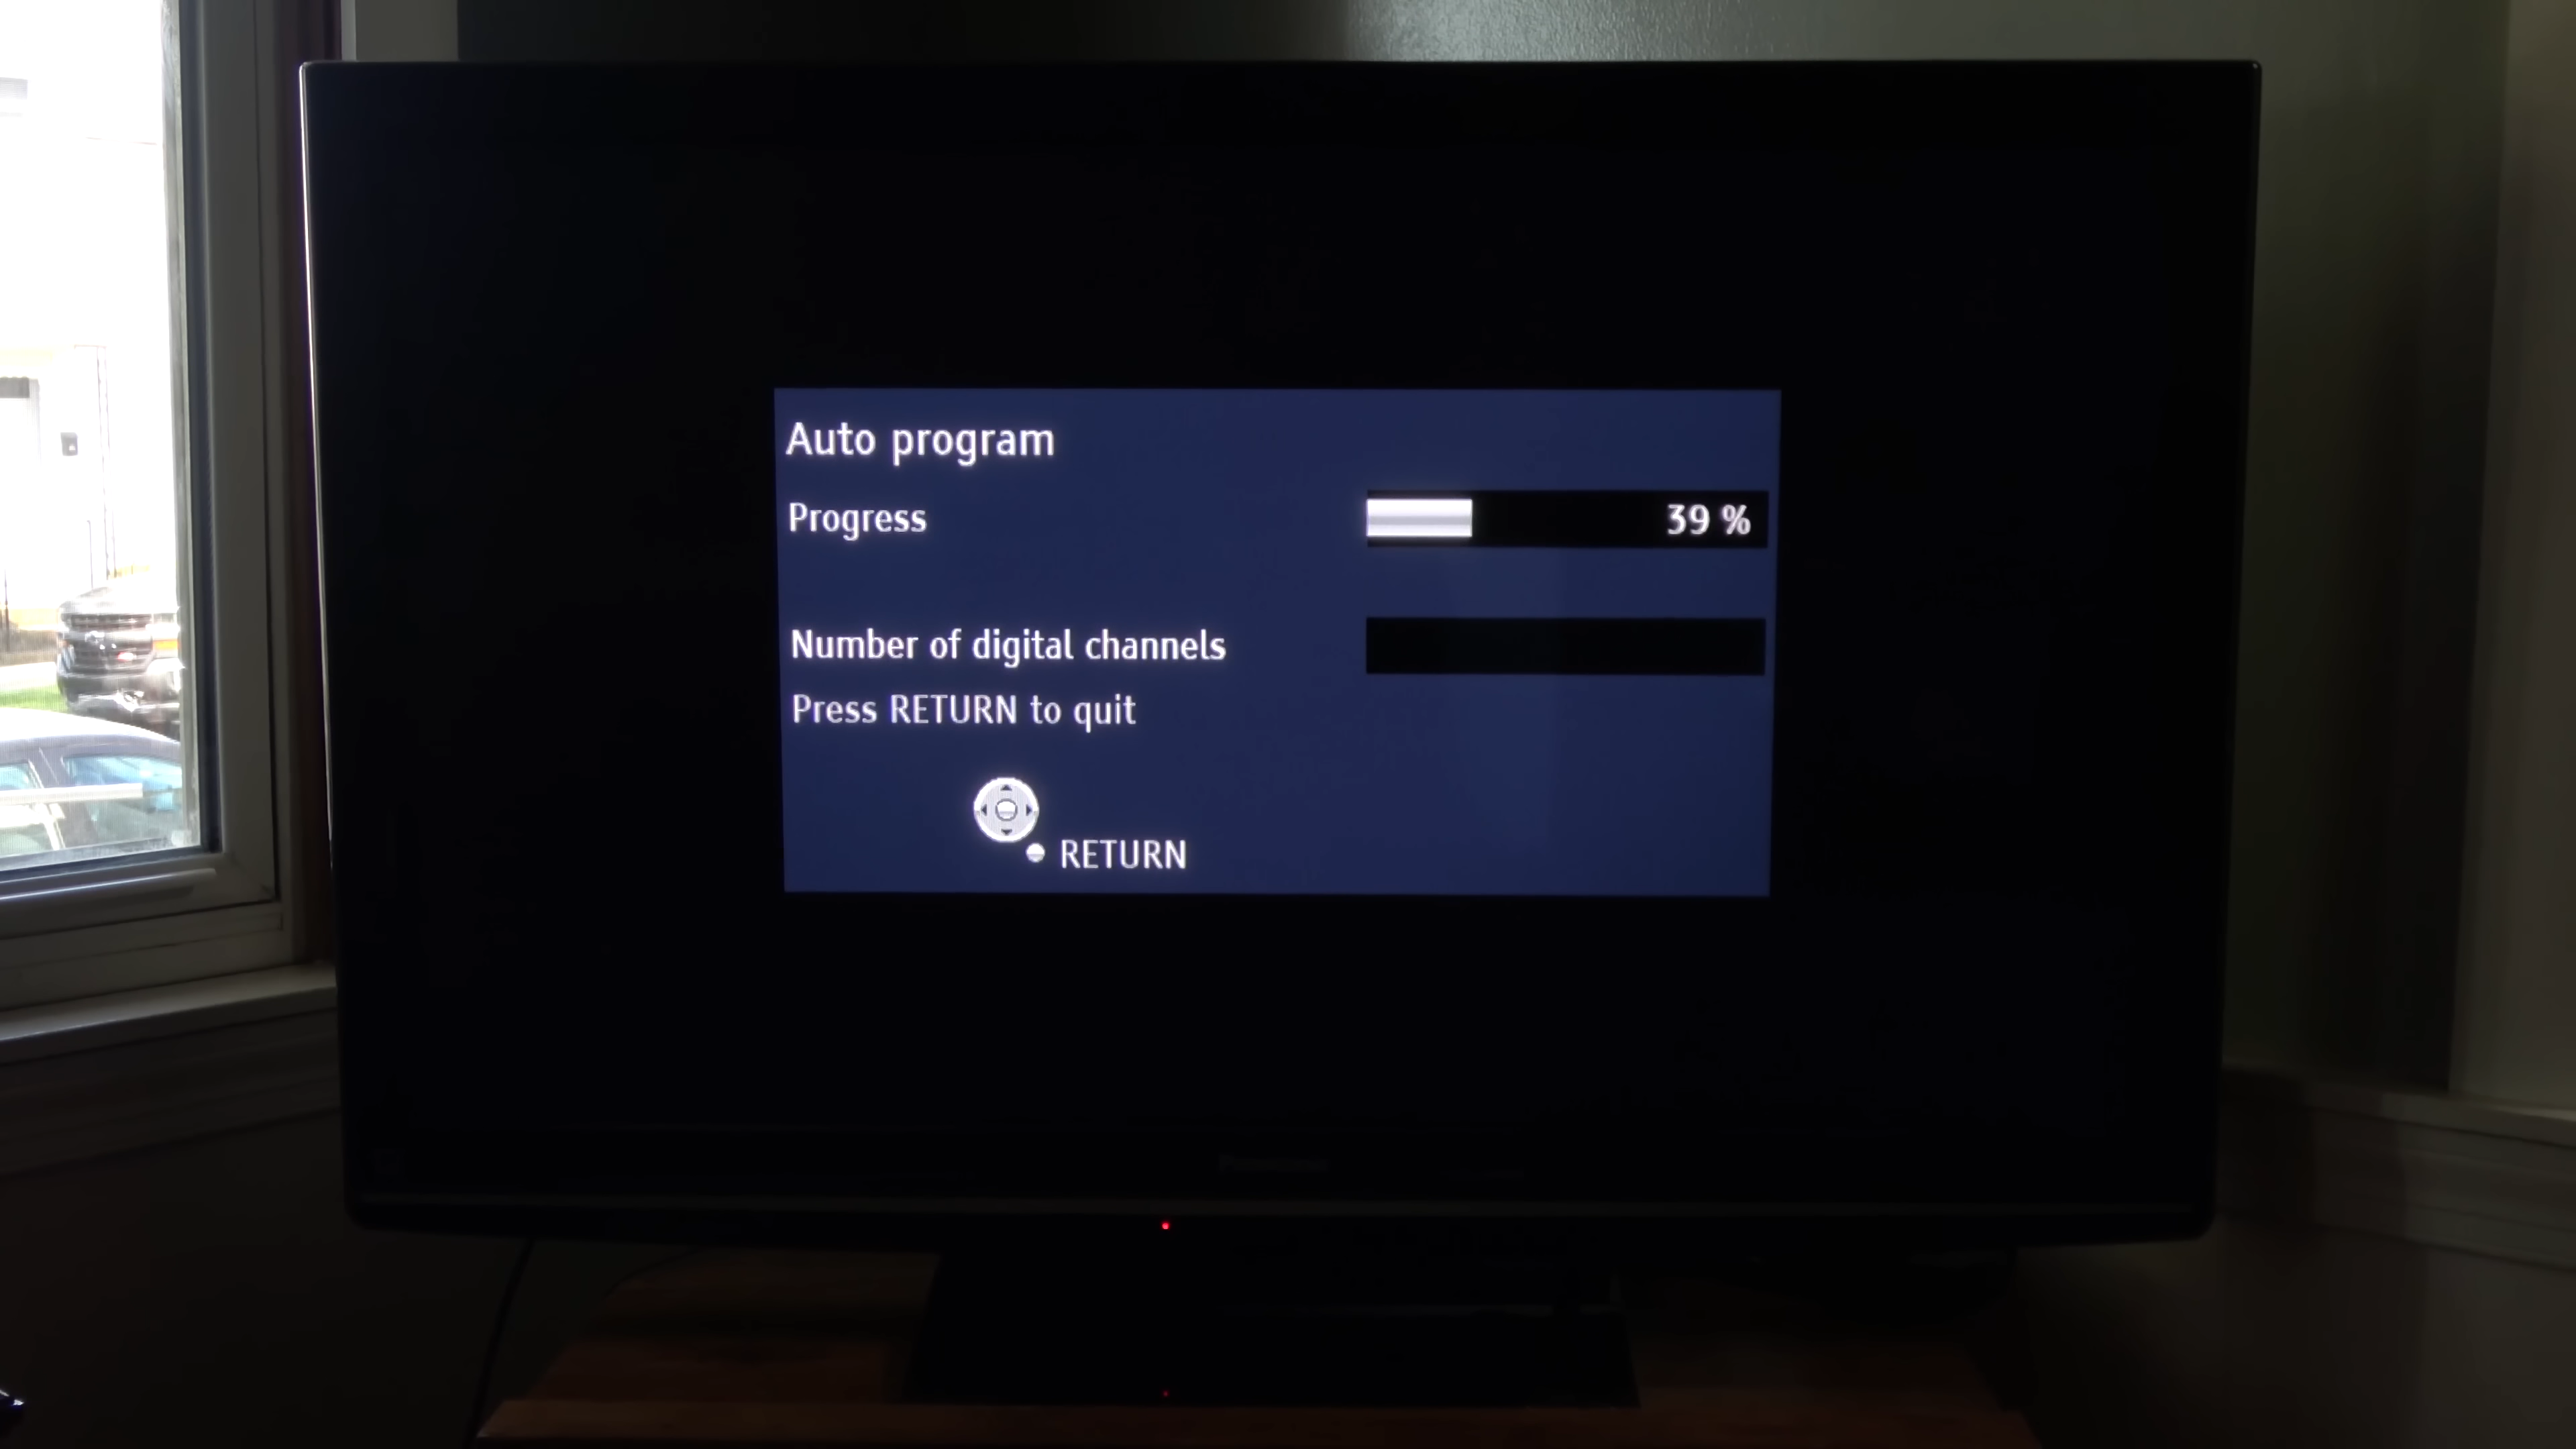 Auto program
Progress 39 %
Number of digital channels
Press RETURN to quit
RETURN